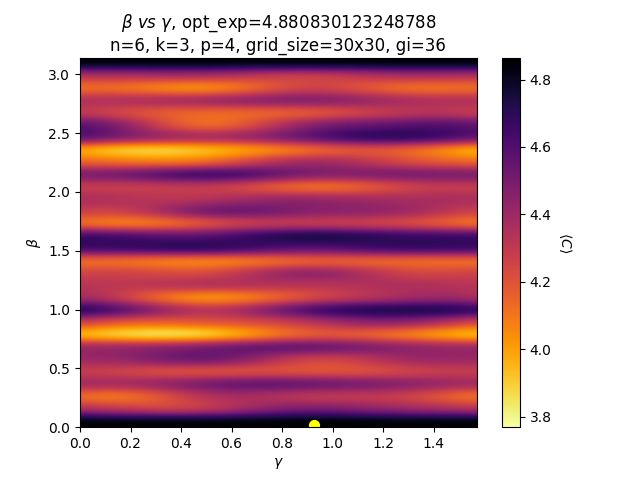 β vs γ, opt_exp=4.880830123248788
n=6, k=3, p=4, grid_size=30x30, gi=36
3.0
2.5
2.0
1.5
1.0
0.5
0.0
β
0.0 0.2 0.4 0.6 0.8 1.0 1.2 1.4
γ
4.8
4.6
4.4
4.2
4.0
3.8
⟨C⟩